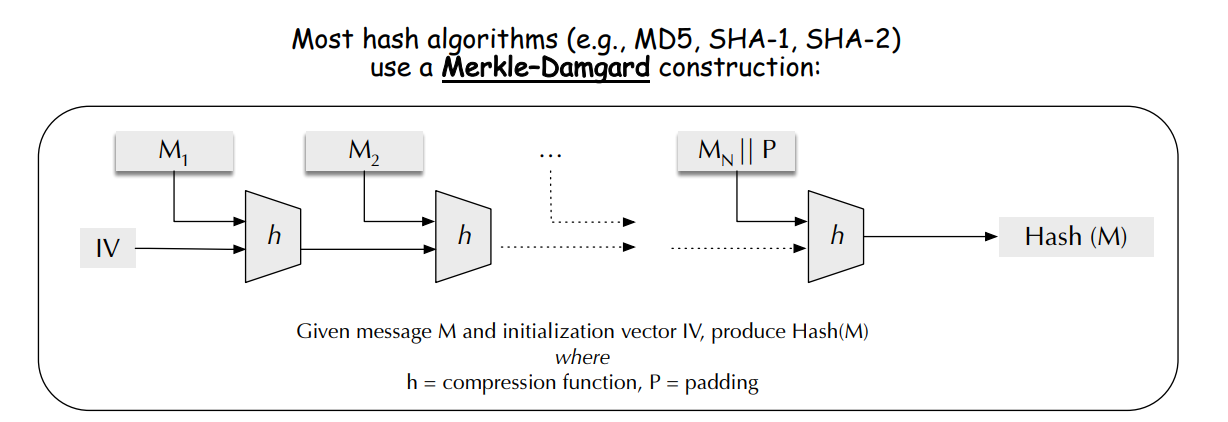 Most hash algorithms (e.g., MD5, SHA-1, SHA-2)
use a Merkle–Damgard construction:
M₁
M₂
...
M_N || P
IV
h
h
h
Hash (M)
Given message M and initialization vector IV, produce Hash(M)
where
h = compression function, P = padding